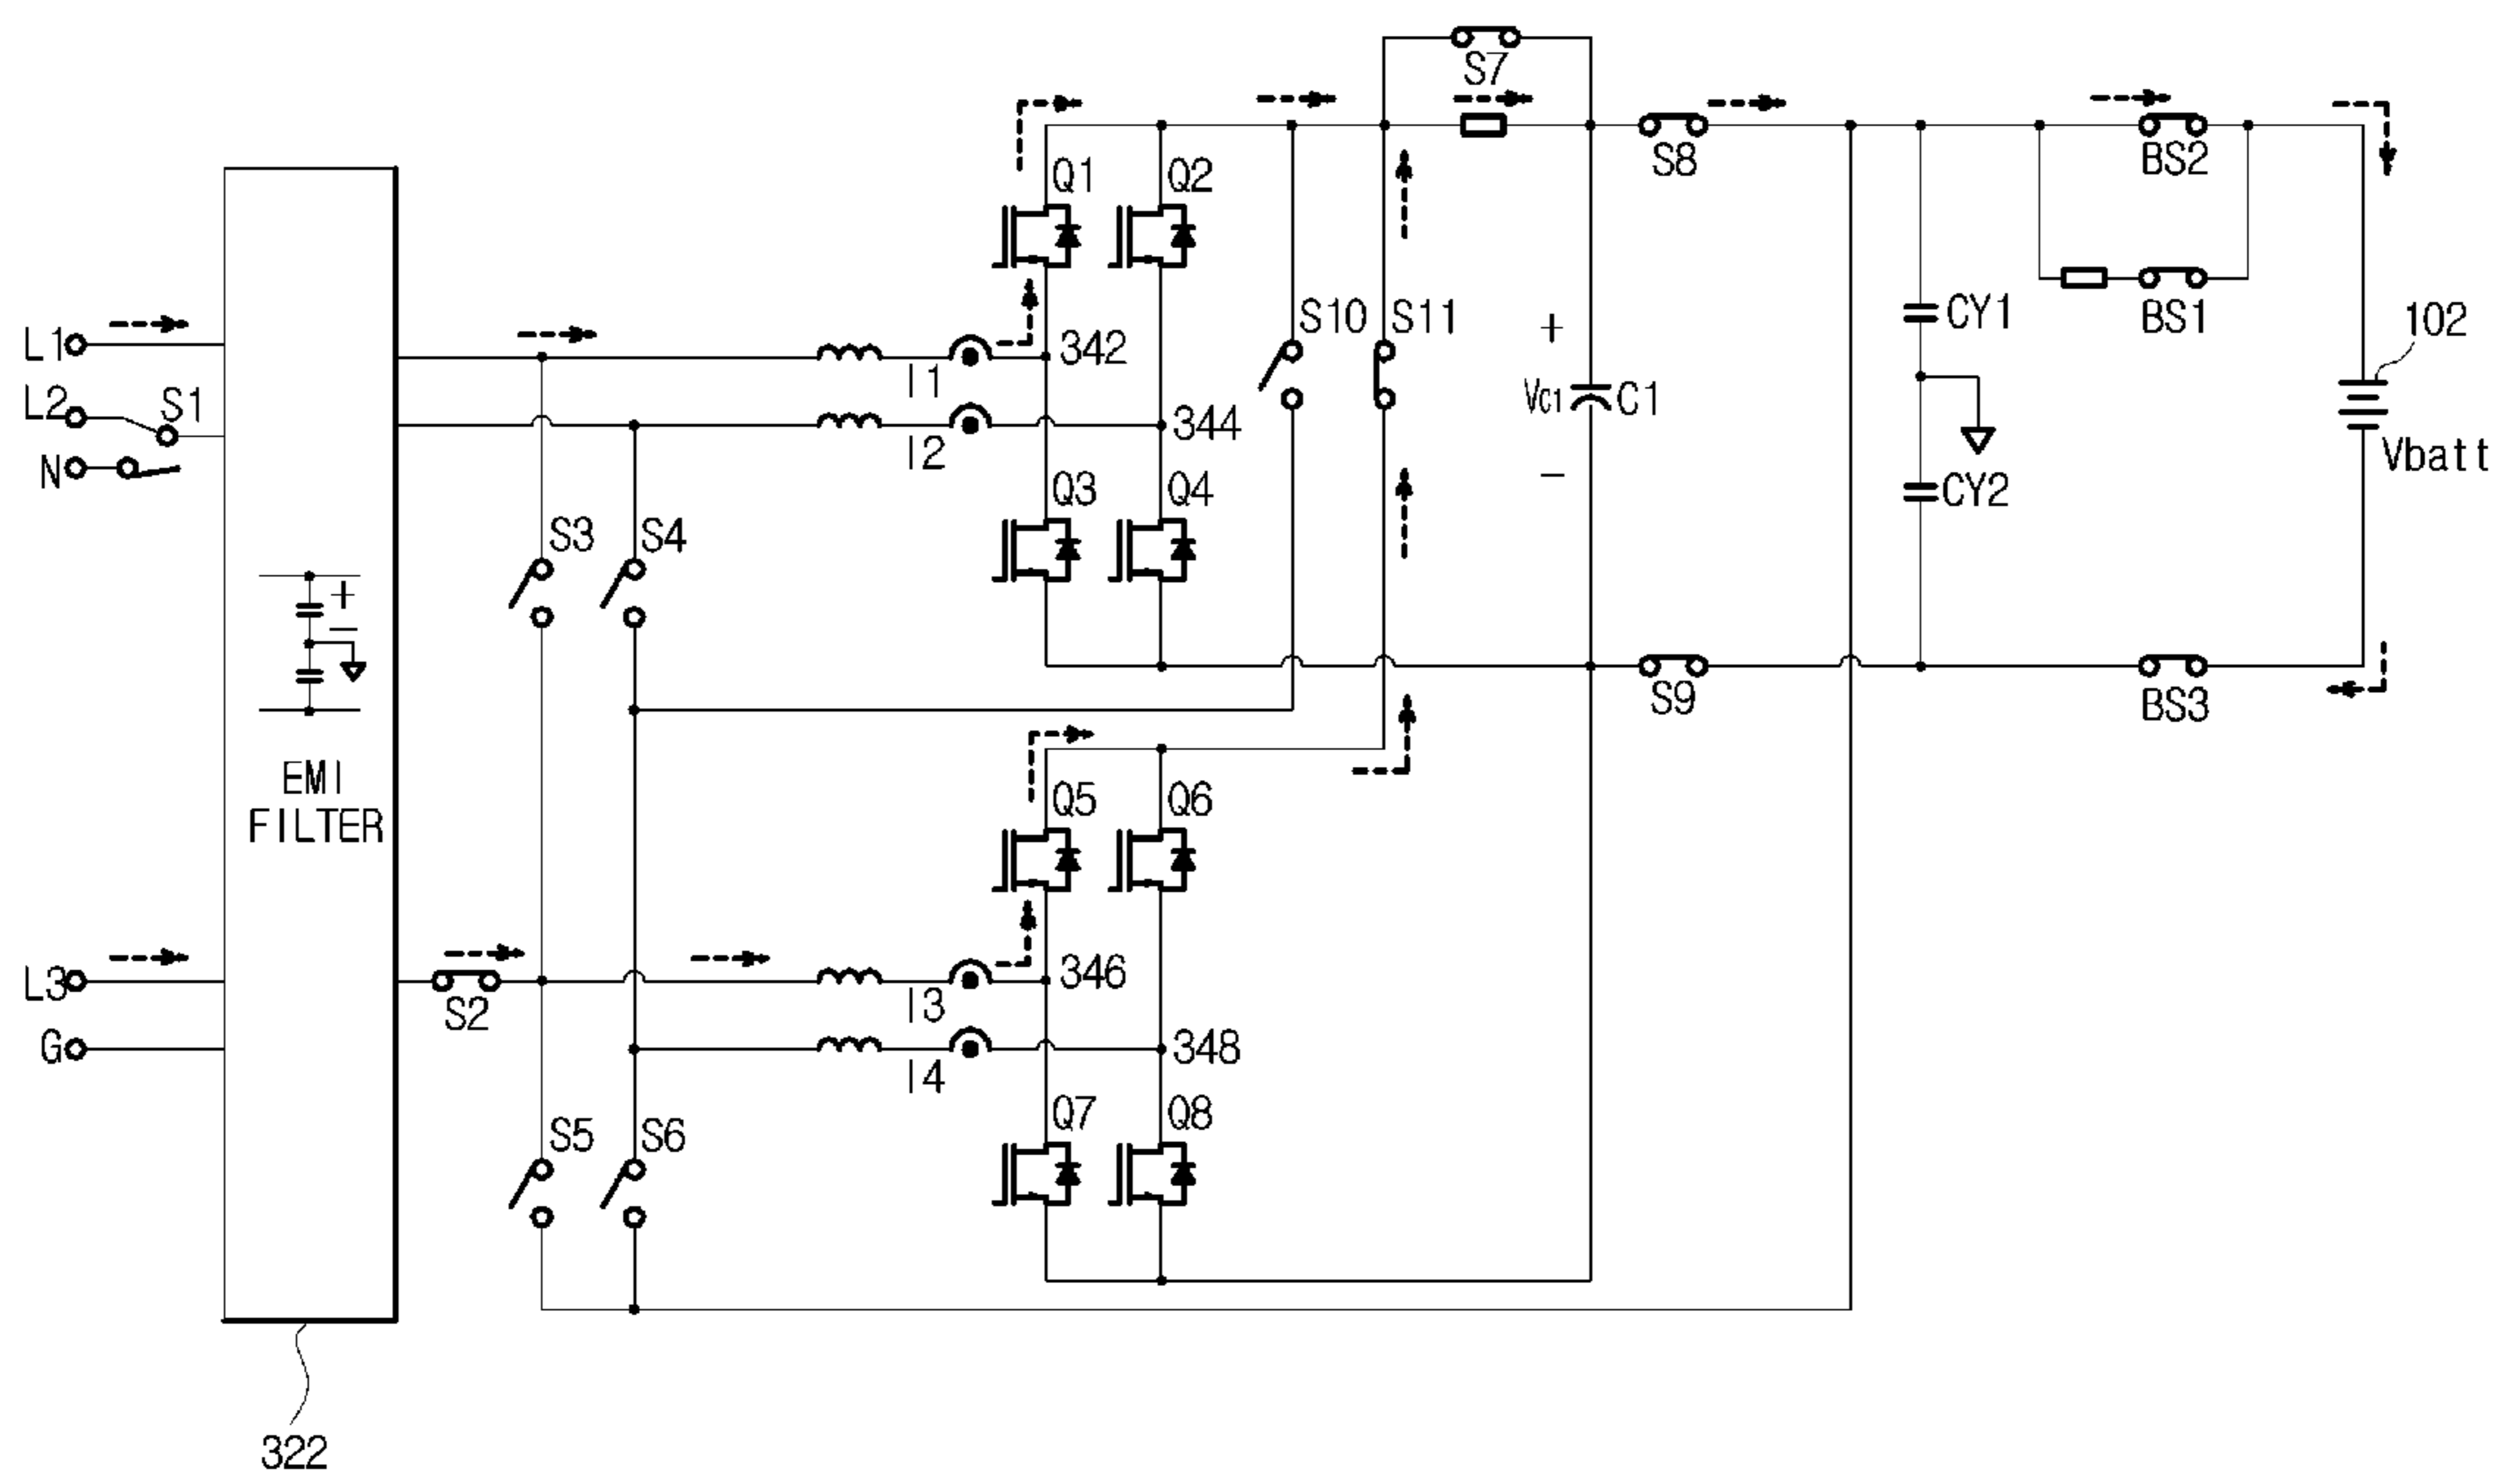 S7
S8
BS2
Q1
Q2
S10
S11
+
CY1
BS1
102
L1
342
I1
VC1
C1
L2
S1
344
I2
N
Vbatt
−
CY2
Q3
Q4
S3
S4
+
−
S9
BS3
EMI
FILTER
Q5
Q6
L3
346
S2
I3
G
348
I4
Q7
Q8
S5
S6
322